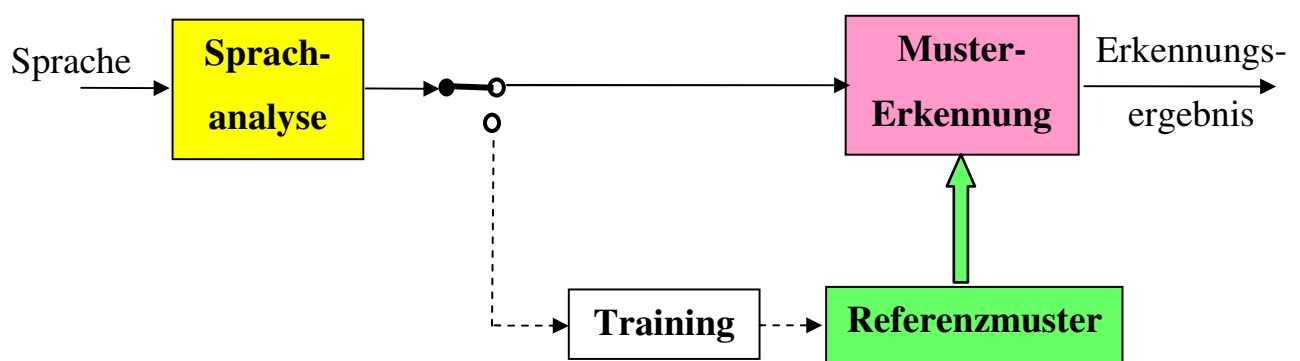 Sprache
Sprach-
analyse
Muster-
Erkennung
Erkennungs-
ergebnis
Training
Referenzmuster